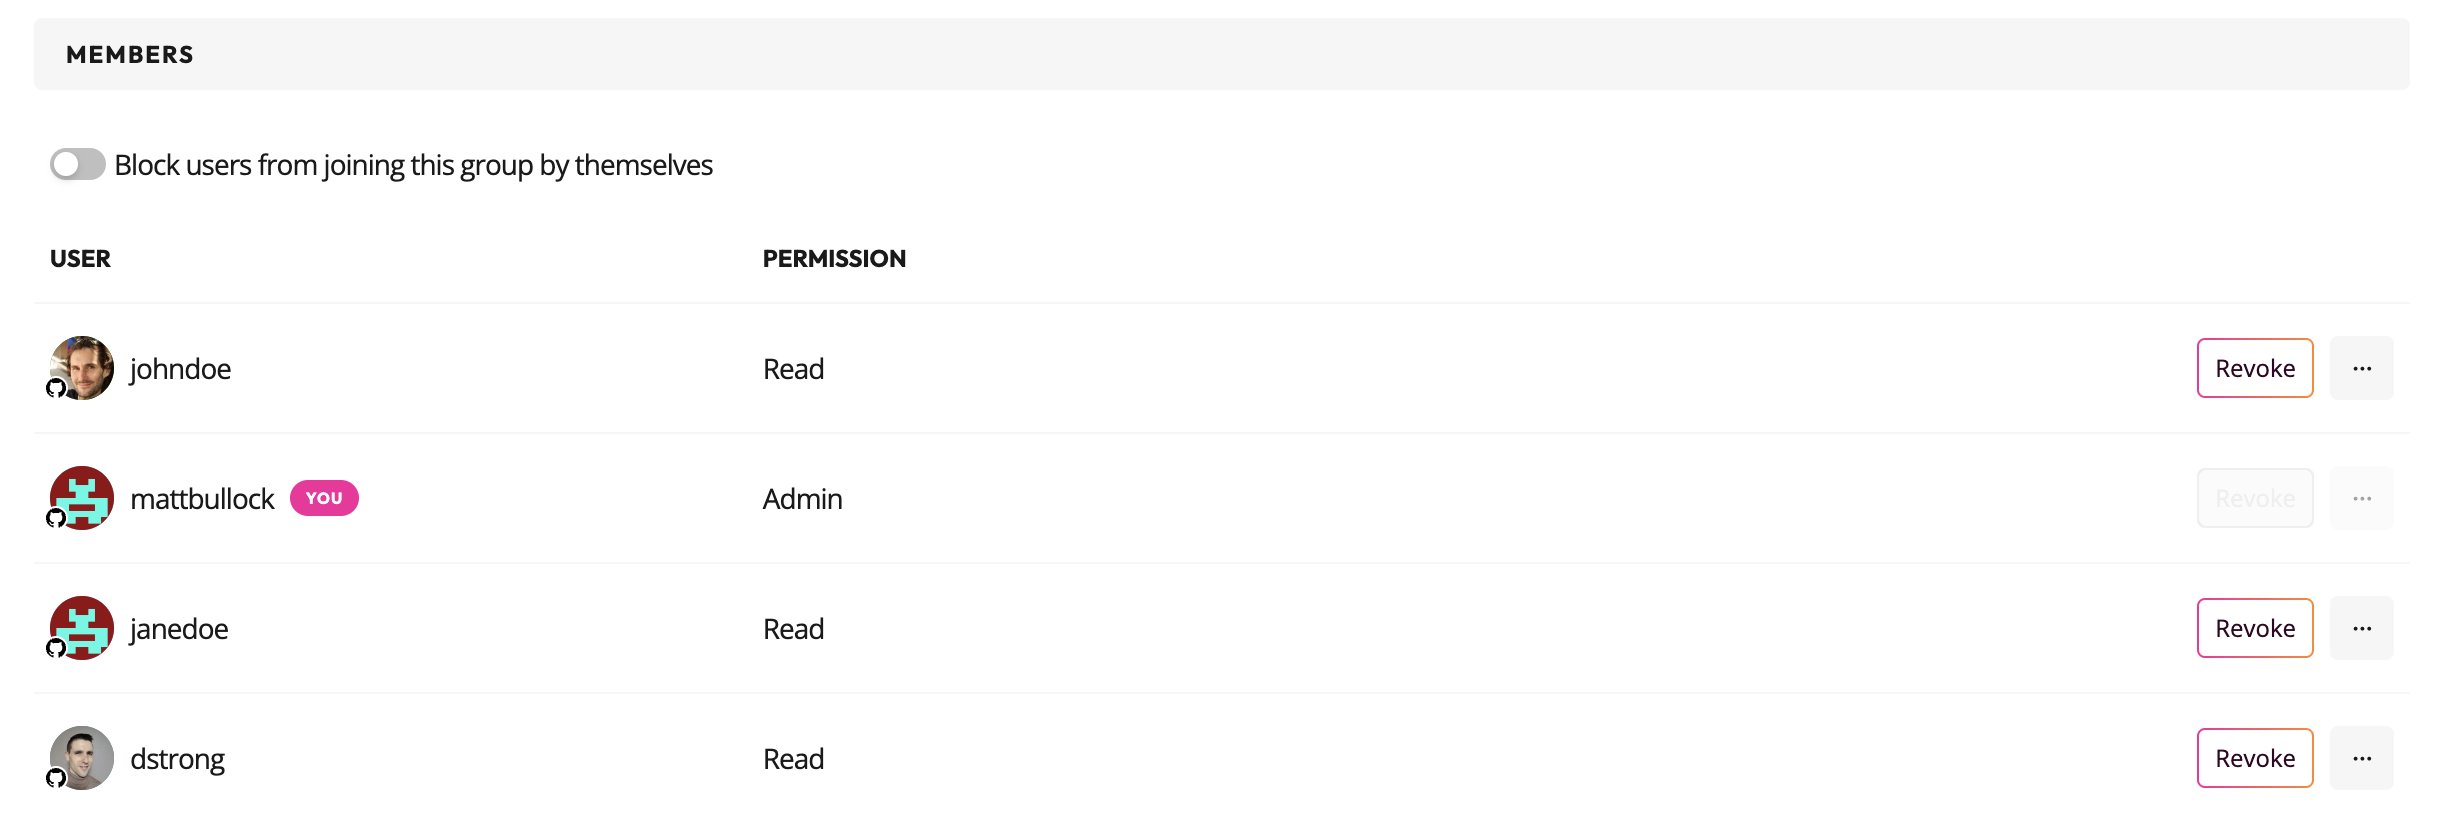 MEMBERS
Block users from joining this group by themselves
USER PERMISSION
johndoe Read Revoke ...
mattbullock YOU Admin Revoke ...
janedoe Read Revoke ...
dstrong Read Revoke ...